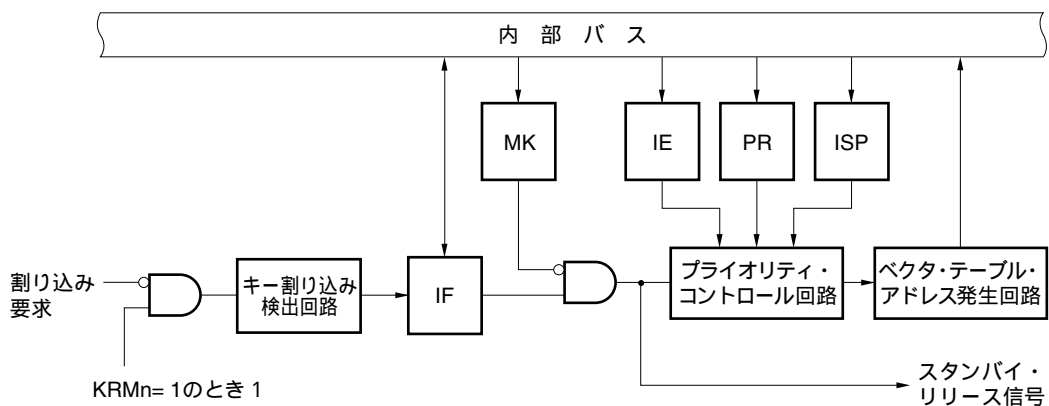 内 部 バ ス
MK
IE
PR
ISP
割り込み
要求
キー割り込み
検出回路
IF
プライオリティ・
コントロール回路
ベクタ・テーブル・
アドレス発生回路
KRMn= 1のとき 1
スタンバイ・
リリース信号